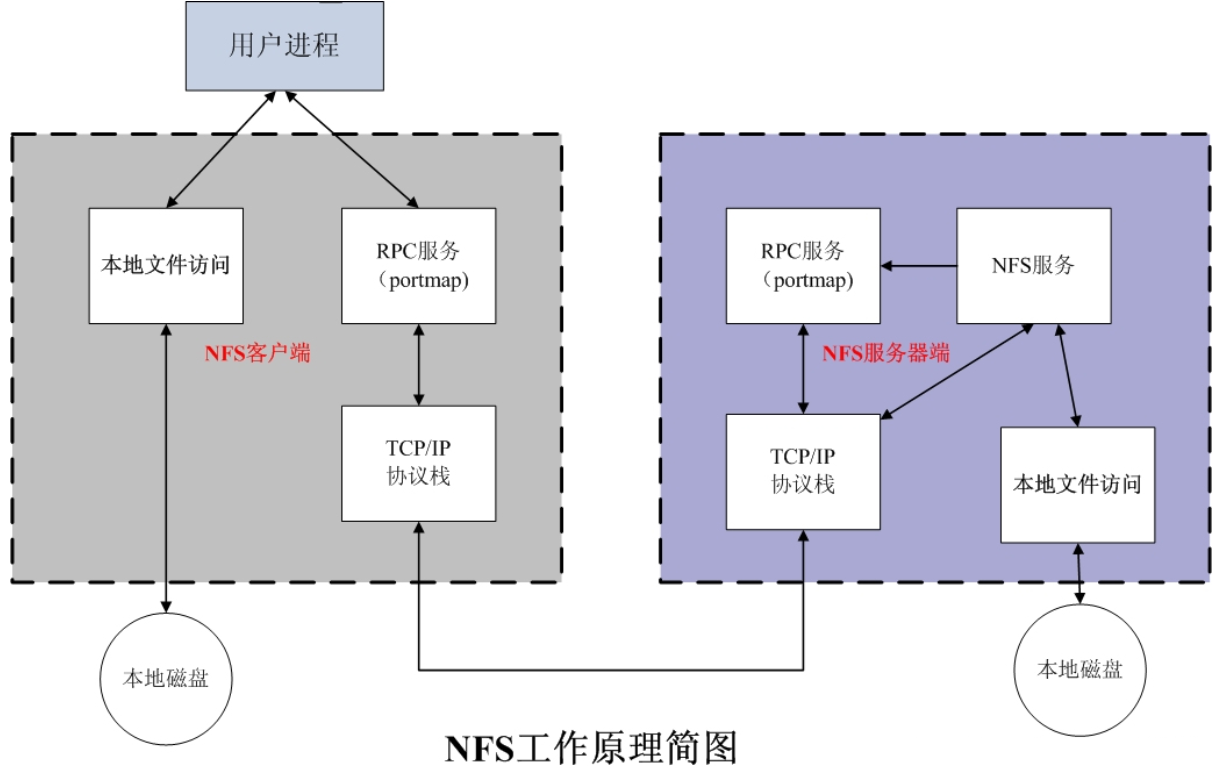 用户进程
本地文件访问
RPC服务
（portmap)
NFS客户端
TCP/IP
协议栈
本地磁盘
RPC服务
（portmap)
NFS服务
NFS服务器端
TCP/IP
协议栈
本地文件访问
本地磁盘
NFS工作原理简图